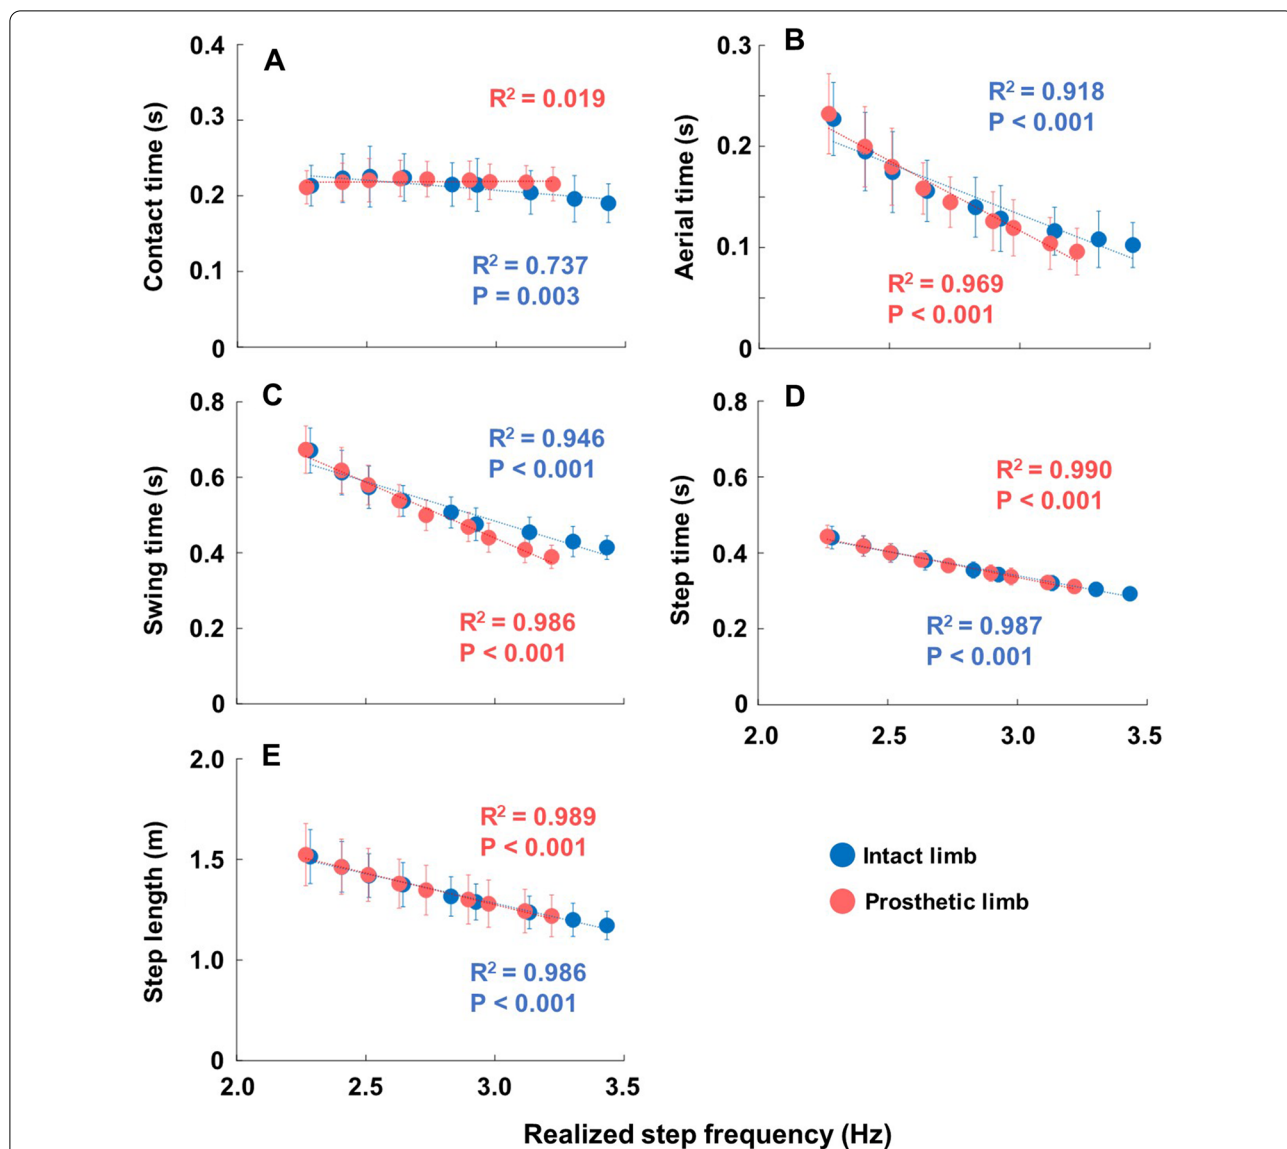 A
Contact time (s)
0.4
0.3
0.2
0.1
0
R² = 0.019
R² = 0.737
P = 0.003
B
Aerial time (s)
0.3
0.2
0.1
0
R² = 0.918
P < 0.001
R² = 0.969
P < 0.001
C
Swing time (s)
0.8
0.6
0.4
0.2
0
R² = 0.946
P < 0.001
R² = 0.986
P < 0.001
D
Step time (s)
0.8
0.6
0.4
0.2
0
R² = 0.990
P < 0.001
R² = 0.987
P < 0.001
2.0 2.5 3.0 3.5
E
Step length (m)
2.0
1.5
1.0
0
R² = 0.989
P < 0.001
R² = 0.986
P < 0.001
2.0 2.5 3.0 3.5
Intact limb
Prosthetic limb
Realized step frequency (Hz)